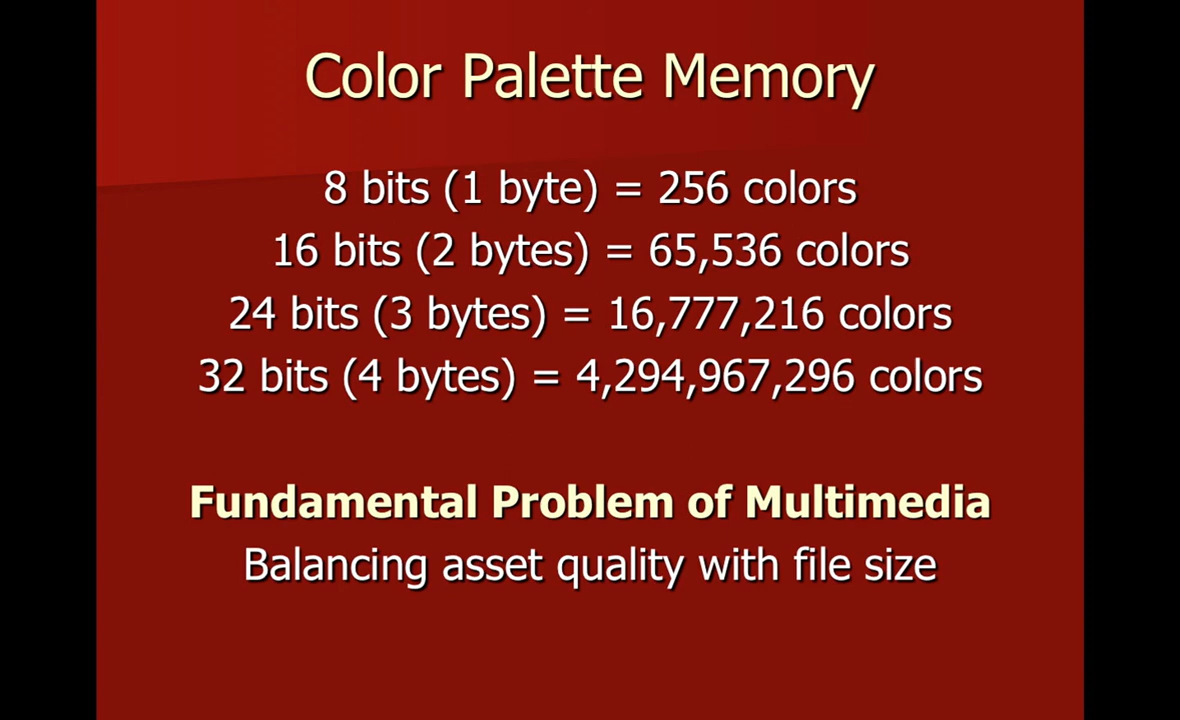 Color Palette Memory
8 bits (1 byte) = 256 colors
16 bits (2 bytes) = 65,536 colors
24 bits (3 bytes) = 16,777,216 colors
32 bits (4 bytes) = 4,294,967,296 colors
Fundamental Problem of Multimedia
Balancing asset quality with file size